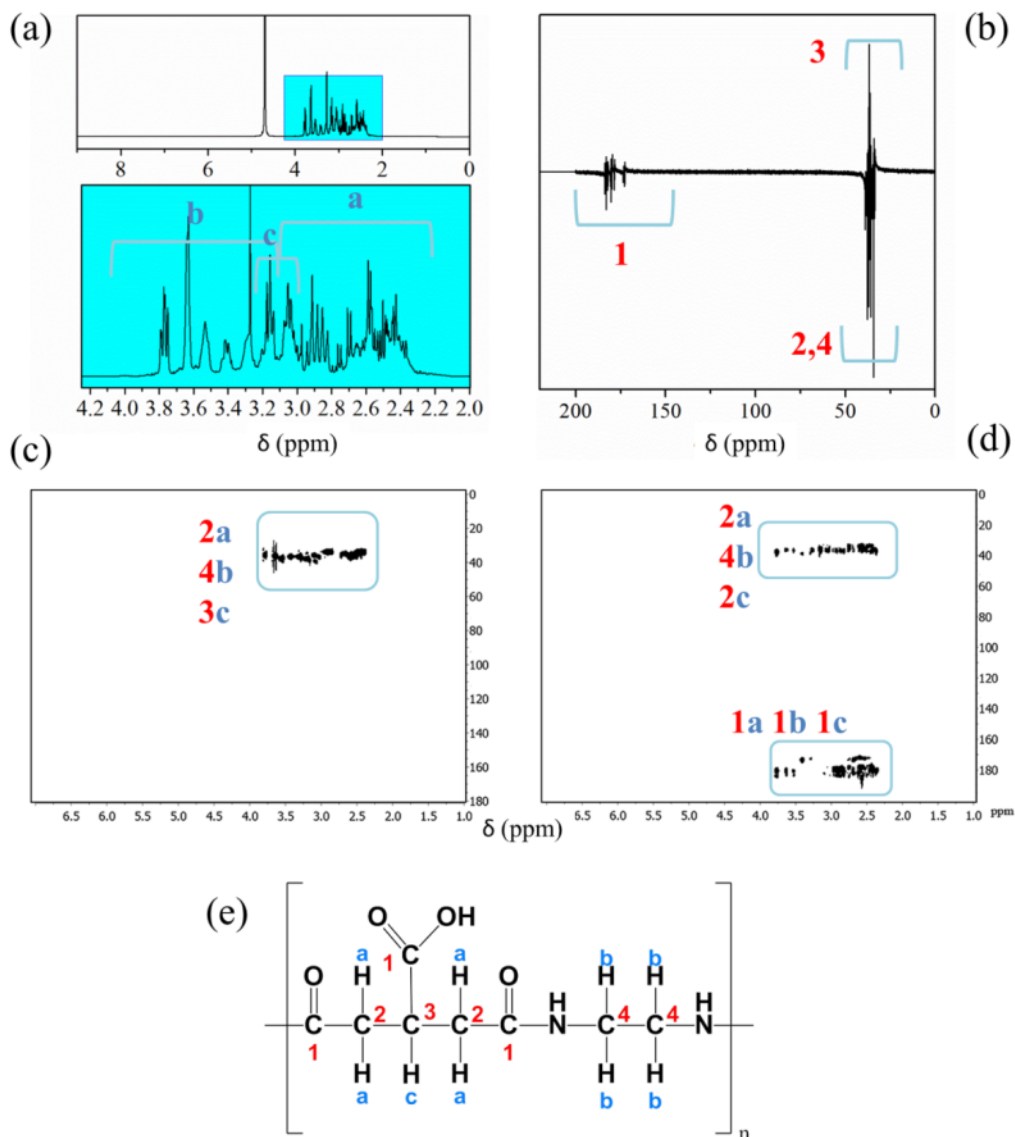 (a)
8 6 4 2 0
b
c
a
4.2 4.0 3.8 3.6 3.4 3.2 3.0 2.8 2.6 2.4 2.2 2.0
δ (ppm)
(b)
3
1
2,4
200 150 100 50 0
δ (ppm)
(c)
2a
4b
3c
0
20
40
60
80
100
120
140
160
180
6.5 6.0 5.5 5.0 4.5 4.0 3.5 3.0 2.5 2.0 1.5 1.0
(d)
2a
4b
2c
1a 1b 1c
0
20
40
60
80
100
120
140
160
180
6.5 6.0 5.5 5.0 4.5 4.0 3.5 3.0 2.5 2.0 1.5 1.0 ppm
δ (ppm)
(e)
O OH
a 1 C a b b
O H H O H H H H
C C 2 C 3 C 2 C N C 4 C 4 N
1 H H H 1 H H
a c a b b
n